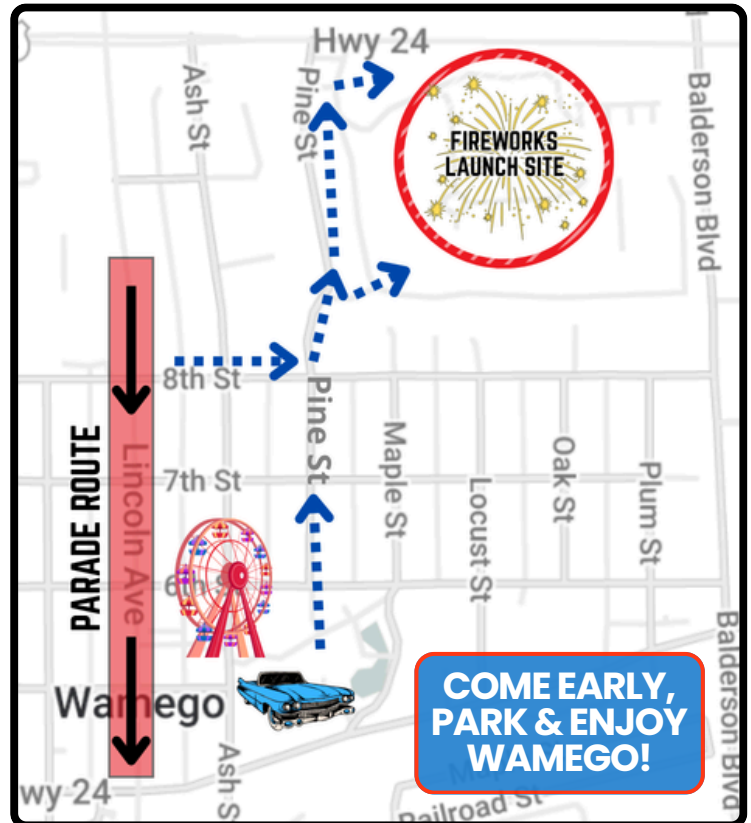 Hwy 24
Ash St
Pine St
Balderson Blvd
FIREWORKS
LAUNCH SITE
8th St
Pine St
PARADE ROUTE
Lincoln Ave
7th St
Maple St
Locust St
Oak St
Plum St
6th S
Wamego
COME EARLY,
PARK & ENJOY
WAMEGO!
Balderson Blvd
Ash S
wy 24
Railroad St